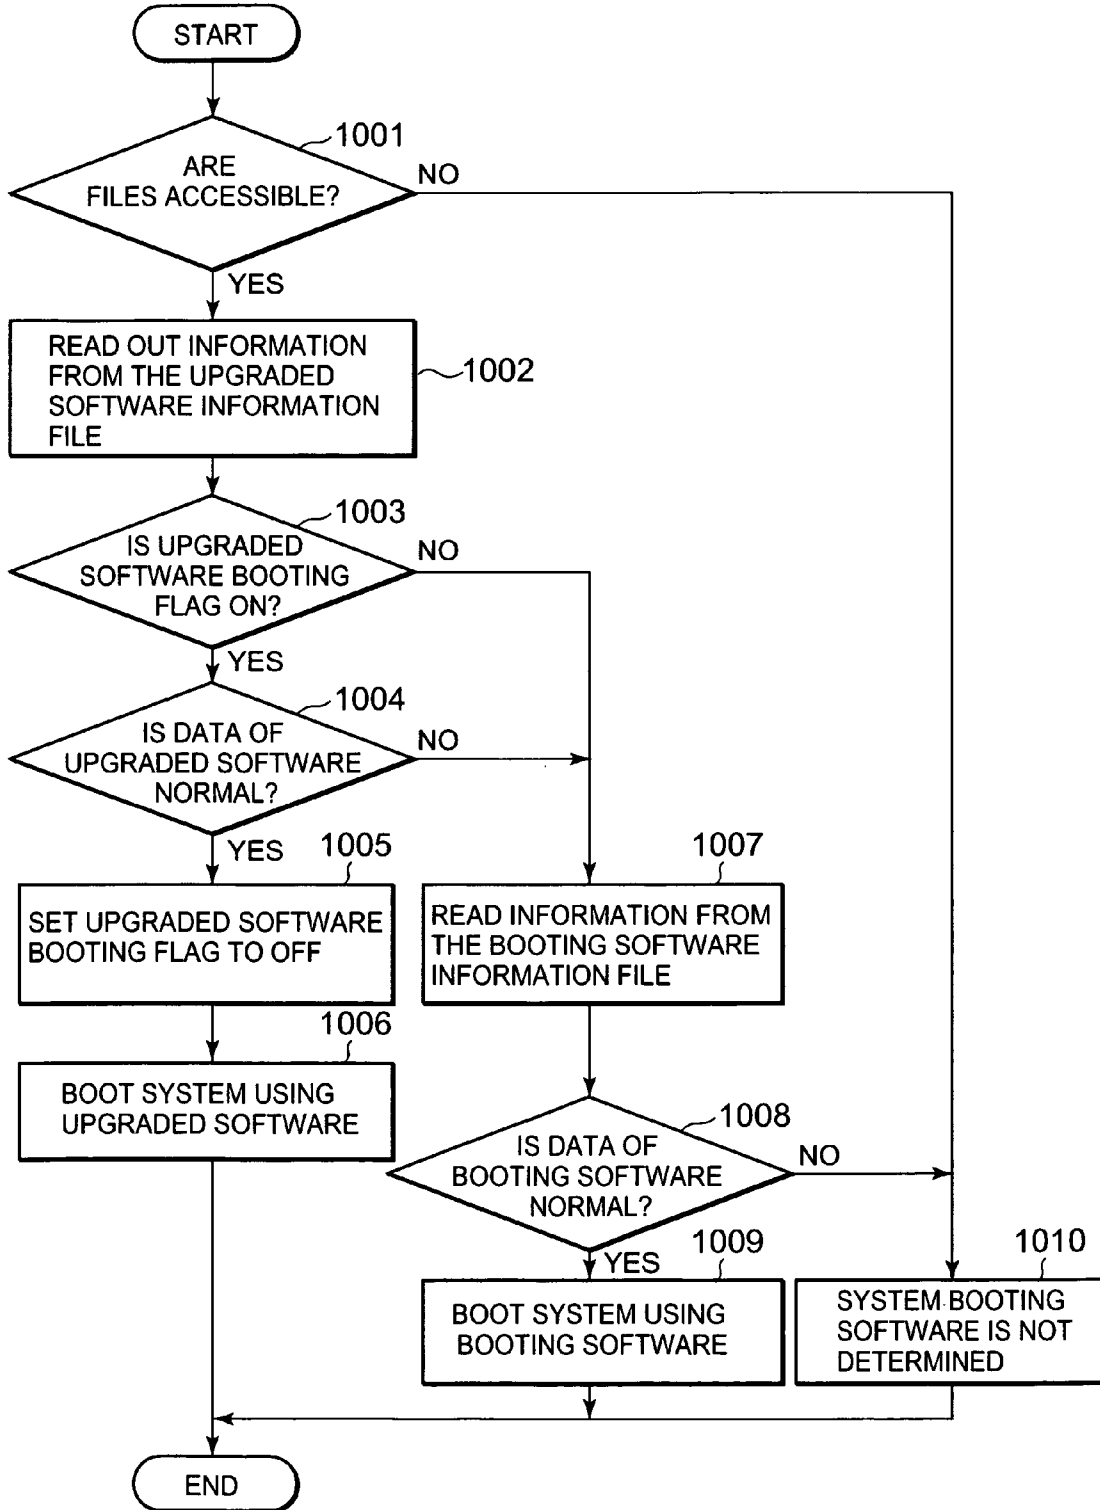 START
1001
ARE
FILES ACCESSIBLE?
NO
YES
READ OUT INFORMATION
FROM THE UPGRADED
SOFTWARE INFORMATION
FILE
1002
1003
IS UPGRADED
SOFTWARE BOOTING
FLAG ON?
NO
YES
1004
IS DATA OF
UPGRADED SOFTWARE
NORMAL?
NO
YES
1005
SET UPGRADED SOFTWARE
BOOTING FLAG TO OFF
1007
READ INFORMATION FROM
THE BOOTING SOFTWARE
INFORMATION FILE
1006
BOOT SYSTEM USING
UPGRADED SOFTWARE
1008
IS DATA OF
BOOTING SOFTWARE
NORMAL?
NO
YES
1009
BOOT SYSTEM USING
BOOTING SOFTWARE
1010
SYSTEM BOOTING
SOFTWARE IS NOT
DETERMINED
END